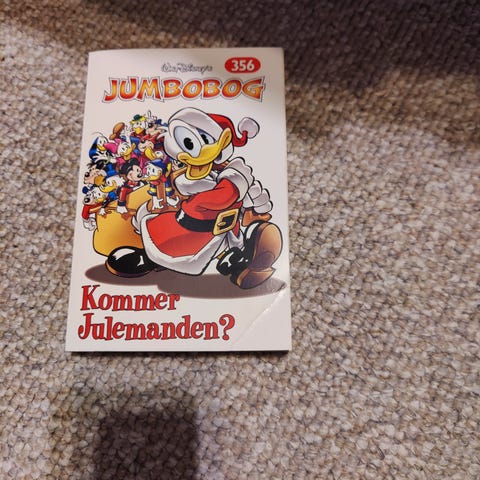 Walt Disney's
356
JUMBOBOG
Kommer
Julemanden?